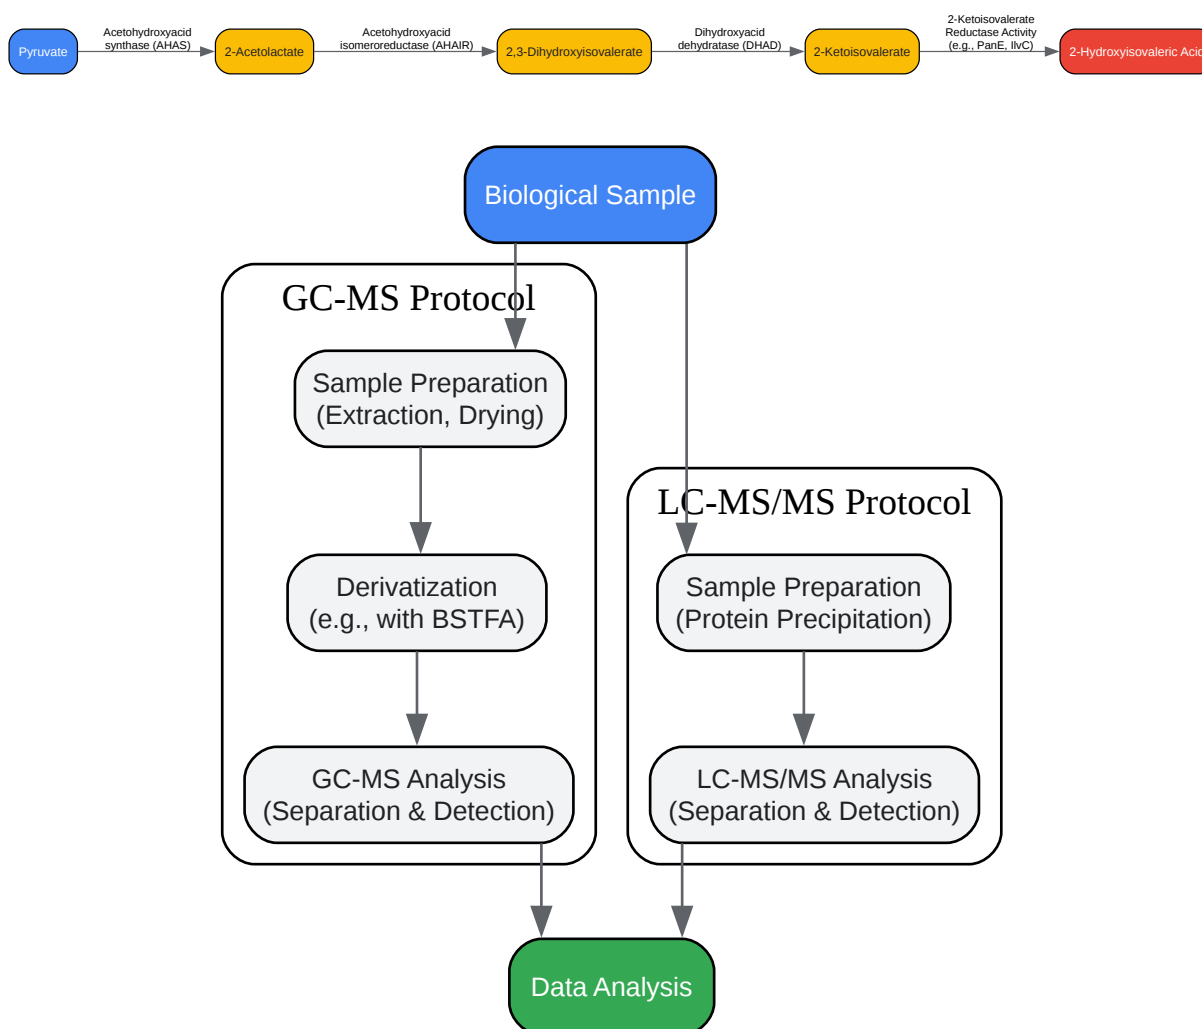 Pyruvate
Acetohydroxyacid
synthase (AHAS)
2-Acetolactate
Acetohydroxyacid
isomeroreductase (AHAIR)
2,3-Dihydroxyisovalerate
Dihydroxyacid
dehydratase (DHAD)
2-Ketoisovalerate
2-Ketoisovalerate
Reductase Activity
(e.g., PanE, IlvC)
2-Hydroxyisovaleric Acid
Biological Sample
GC-MS Protocol
Sample Preparation
(Extraction, Drying)
Derivatization
(e.g., with BSTFA)
GC-MS Analysis
(Separation & Detection)
LC-MS/MS Protocol
Sample Preparation
(Protein Precipitation)
LC-MS/MS Analysis
(Separation & Detection)
Data Analysis